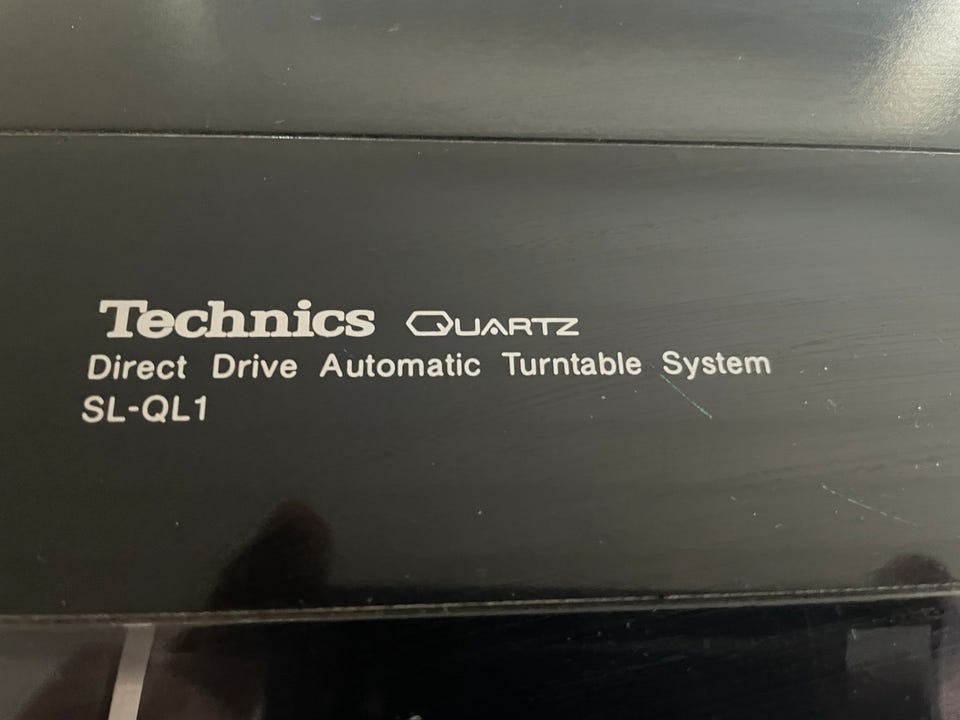 Technics QUARTZ
Direct Drive Automatic Turntable System
SL-QL1